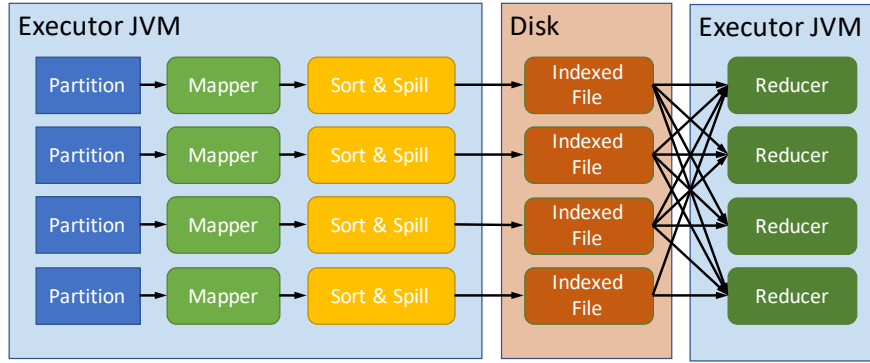 Executor JVM
Disk
Executor JVM
Partition
Mapper
Sort & Spill
Indexed
File
Reducer
Partition
Mapper
Sort & Spill
Indexed
File
Reducer
Partition
Mapper
Sort & Spill
Indexed
File
Reducer
Partition
Mapper
Sort & Spill
Indexed
File
Reducer